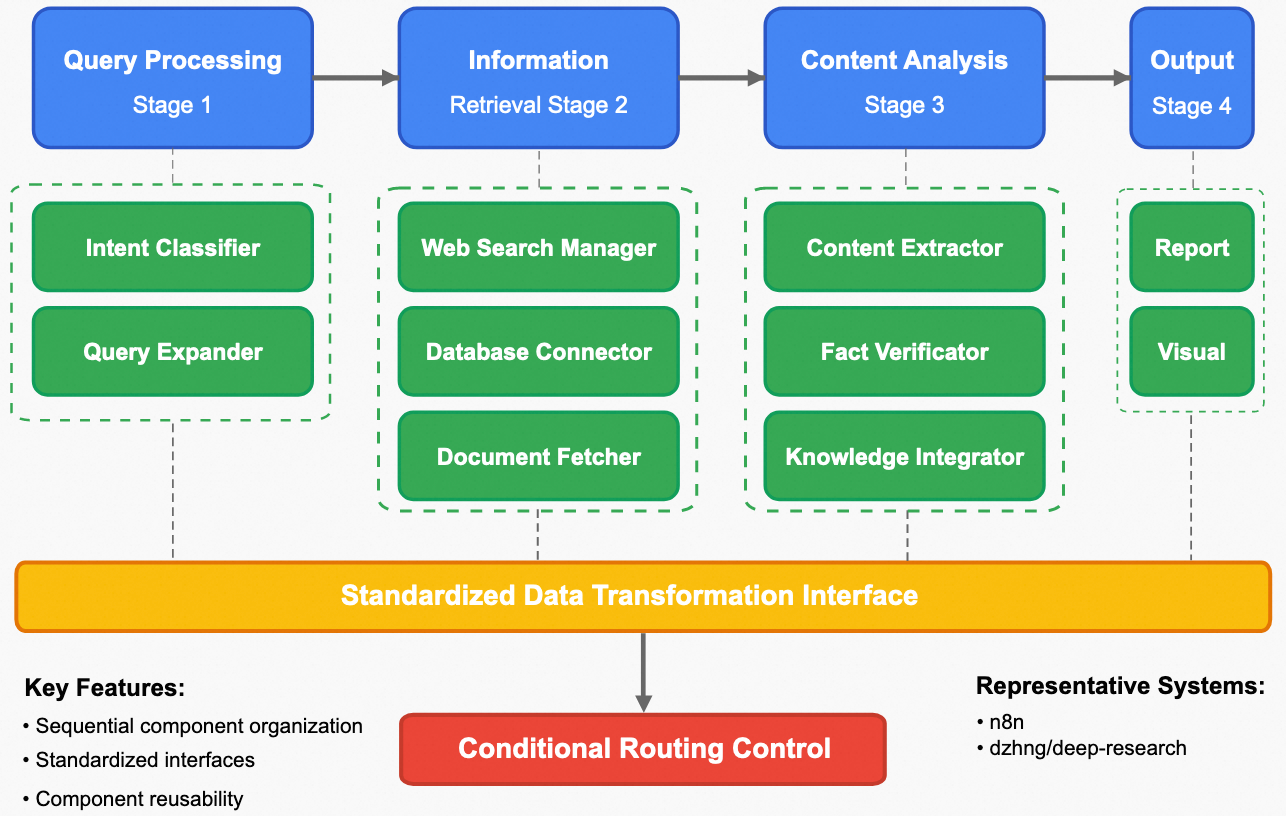 Query Processing
Stage 1
Information
Retrieval Stage 2
Content Analysis
Stage 3
Output
Stage 4
Intent Classifier
Query Expander
Web Search Manager
Database Connector
Document Fetcher
Content Extractor
Fact Verificator
Knowledge Integrator
Report
Visual
Standardized Data Transformation Interface
Key Features:
• Sequential component organization
• Standardized interfaces
• Component reusability
Conditional Routing Control
Representative Systems:
• n8n
• dzhng/deep-research